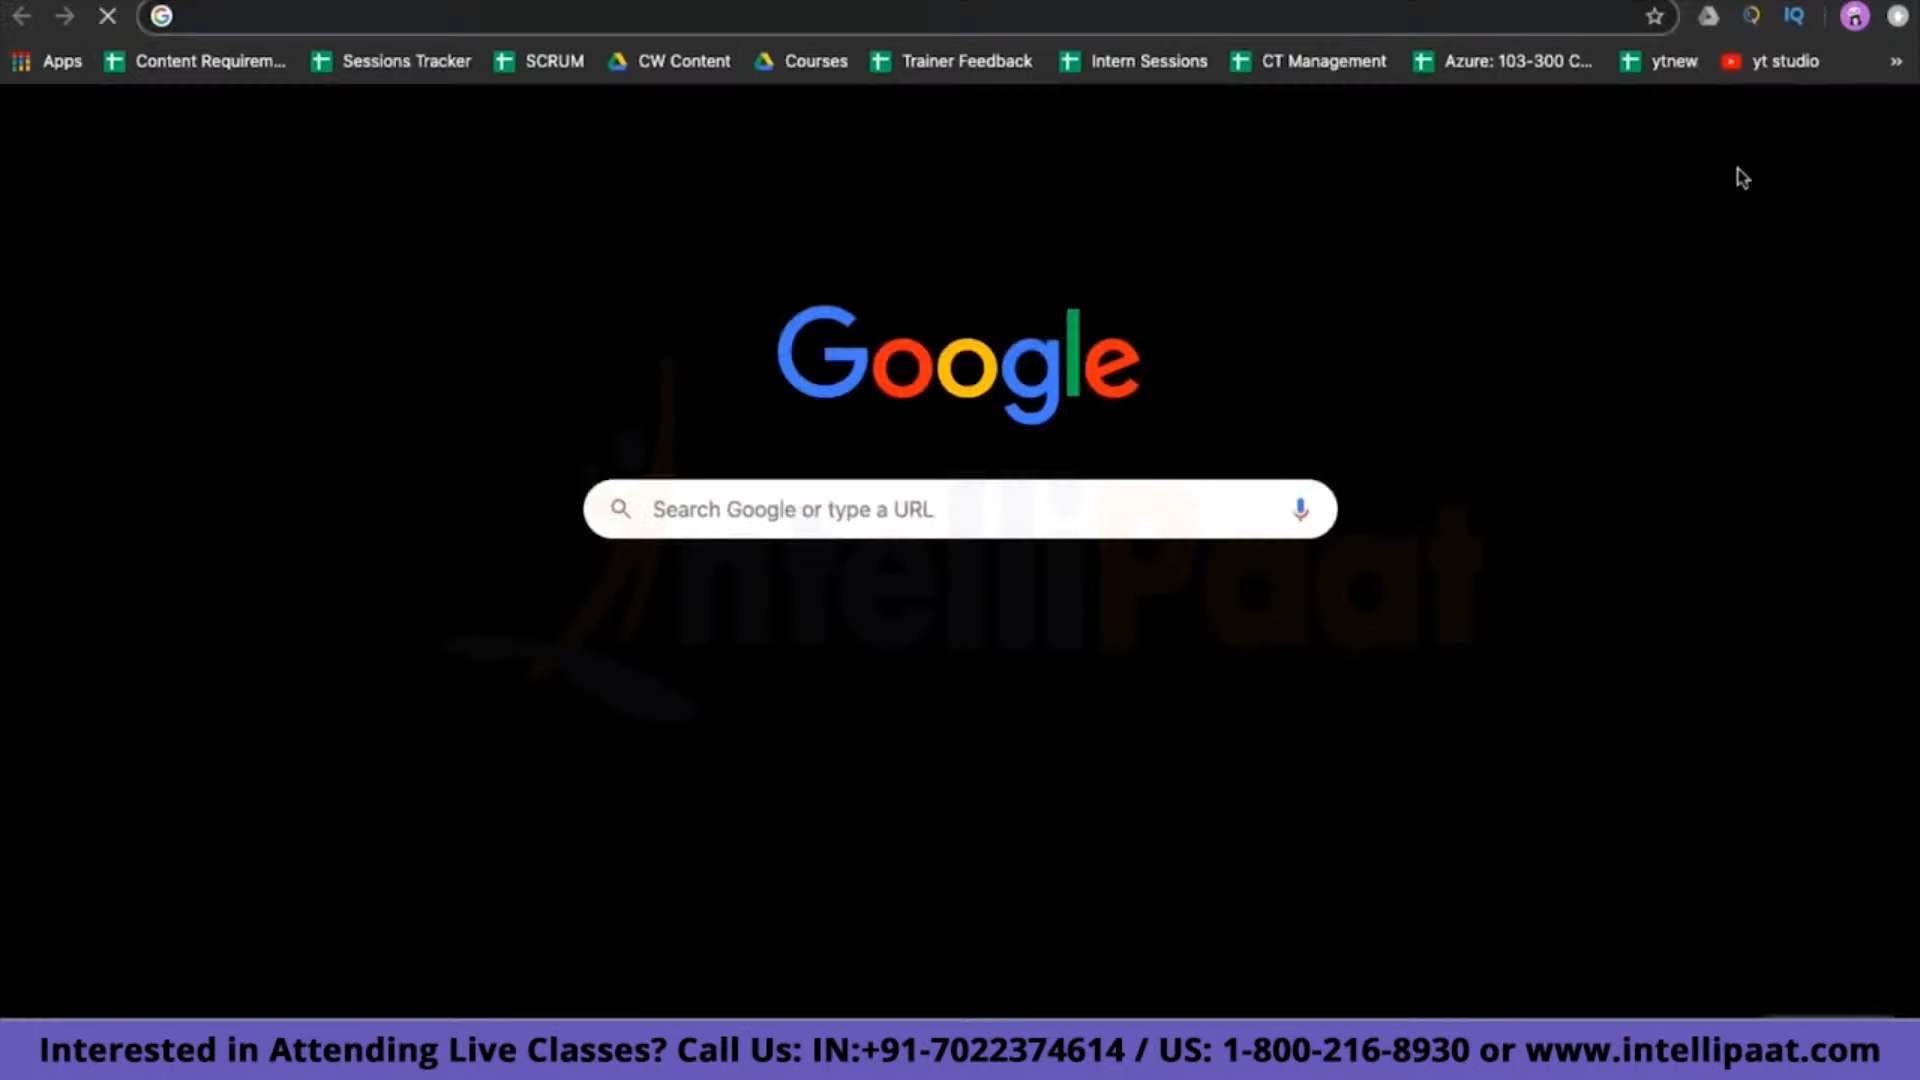 Apps Content Requirem... Sessions Tracker SCRUM CW Content Courses Trainer Feedback Intern Sessions CT Management Azure: 103-300 C... ytnew yt studio »
Google
Search Google or type a URL
IntelliPaat
Interested in Attending Live Classes? Call Us: IN:+91-7022374614 / US: 1-800-216-8930 or www.intellipaat.com